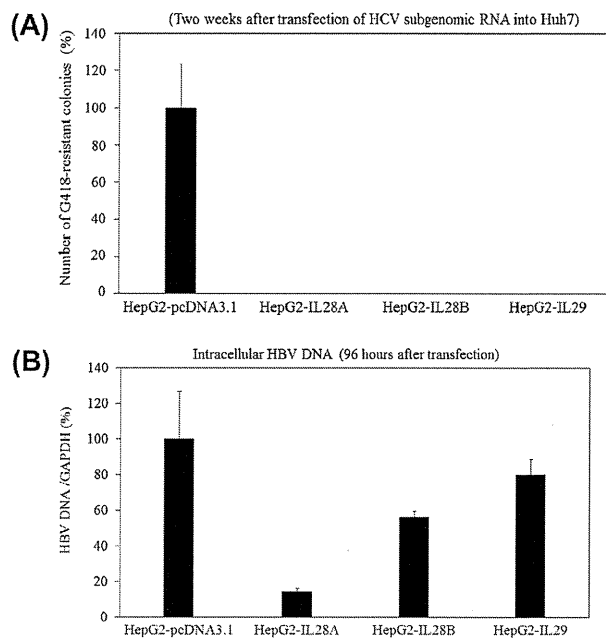 (A)
(Two weeks after transfection of HCV subgenomic RNA into Huh7)
Number of G418-resistant colonies (%)
140
120
100
80
60
40
20
0
HepG2-pcDNA3.1 HepG2-IL28A HepG2-IL28B HepG2-IL29
(B)
Intracellular HBV DNA (96 hours after transfection)
HBV DNA /GAPDH (%)
140
120
100
80
60
40
20
0
HepG2-pcDNA3.1 HepG2-IL28A HepG2-IL28B HepG2-IL29